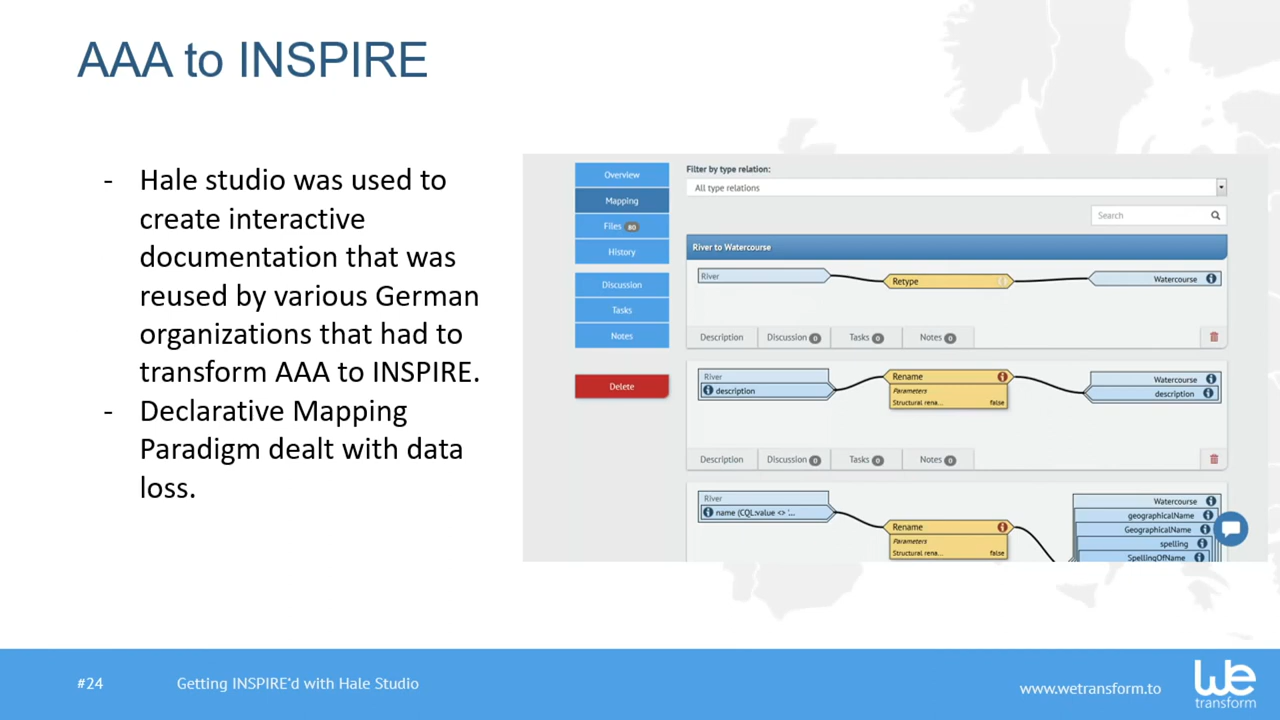 AAA to INSPIRE
- Hale studio was used to
create interactive
documentation that was
reused by various German
organizations that had to
transform AAA to INSPIRE.
- Declarative Mapping
Paradigm dealt with data
loss.
Overview
Mapping
Files 80
History
Discussion
Tasks
Notes
Delete
Filter by type relation:
All type relations
Search
River to Watercourse
River
Retype
Watercourse
Description
Discussion 0
Tasks 0
Notes 0
River
description
Rename
Parameters
Structural rena... false
Watercourse
description
Description
Discussion 0
Tasks 0
Notes 0
River
name (CQL:value <> '...
Rename
Parameters
Structural rena... false
Watercourse
geographicalName
GeographicalName
spelling
SpellingOfName
#24
Getting INSPIRE'd with Hale Studio
www.wetransform.to
we
transform